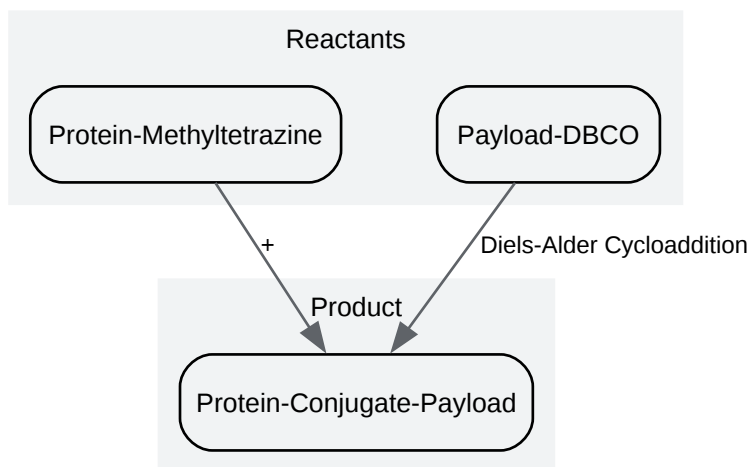 Reactants
Protein-Methyltetrazine
Payload-DBCO
+
Diels-Alder Cycloaddition
Product
Protein-Conjugate-Payload